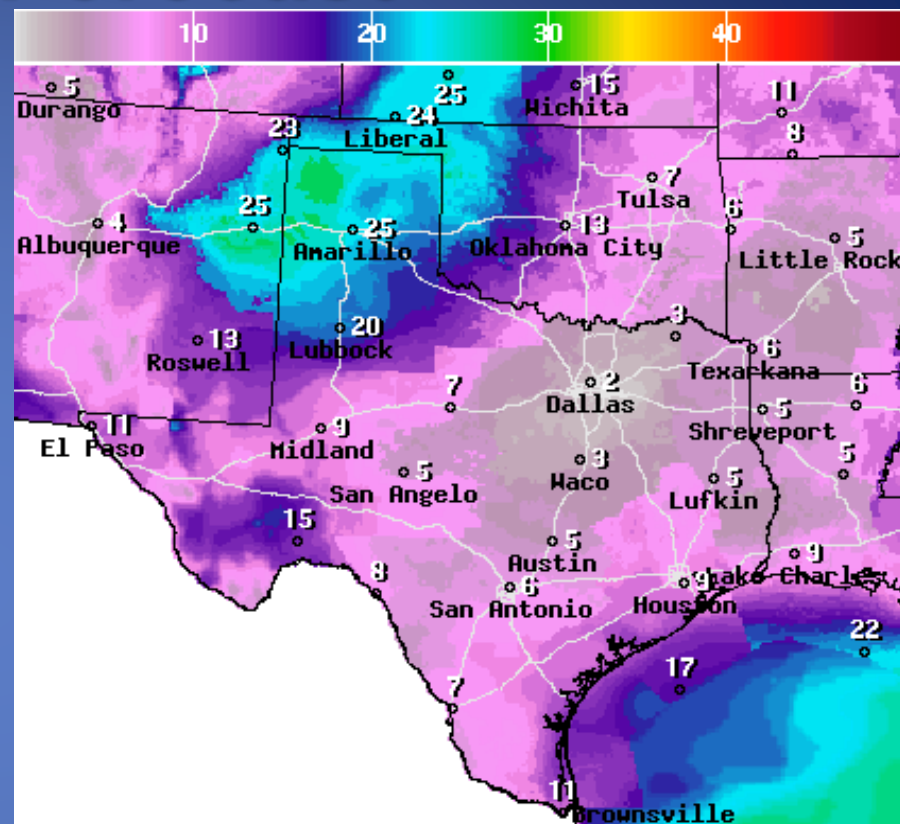 10 20 30 40
5
Durango
25
15
Wichita
11
24
Liberal
23
8
7
Tulsa
4
Albuquerque
25
25
Amarillo
13
Oklahoma City
6
5
Little Rock
13
Roswell
20
Lubbock
3
6
Texarkana
2
Dallas
7
5
Shreveport
6
11
El Paso
9
Midland
5
San Angelo
3
Waco
5
Lufkin
5
15
5
Austin
9
Lake Charles
8
6
San Antonio
9
Houston
22
17
7
11
Brownsville